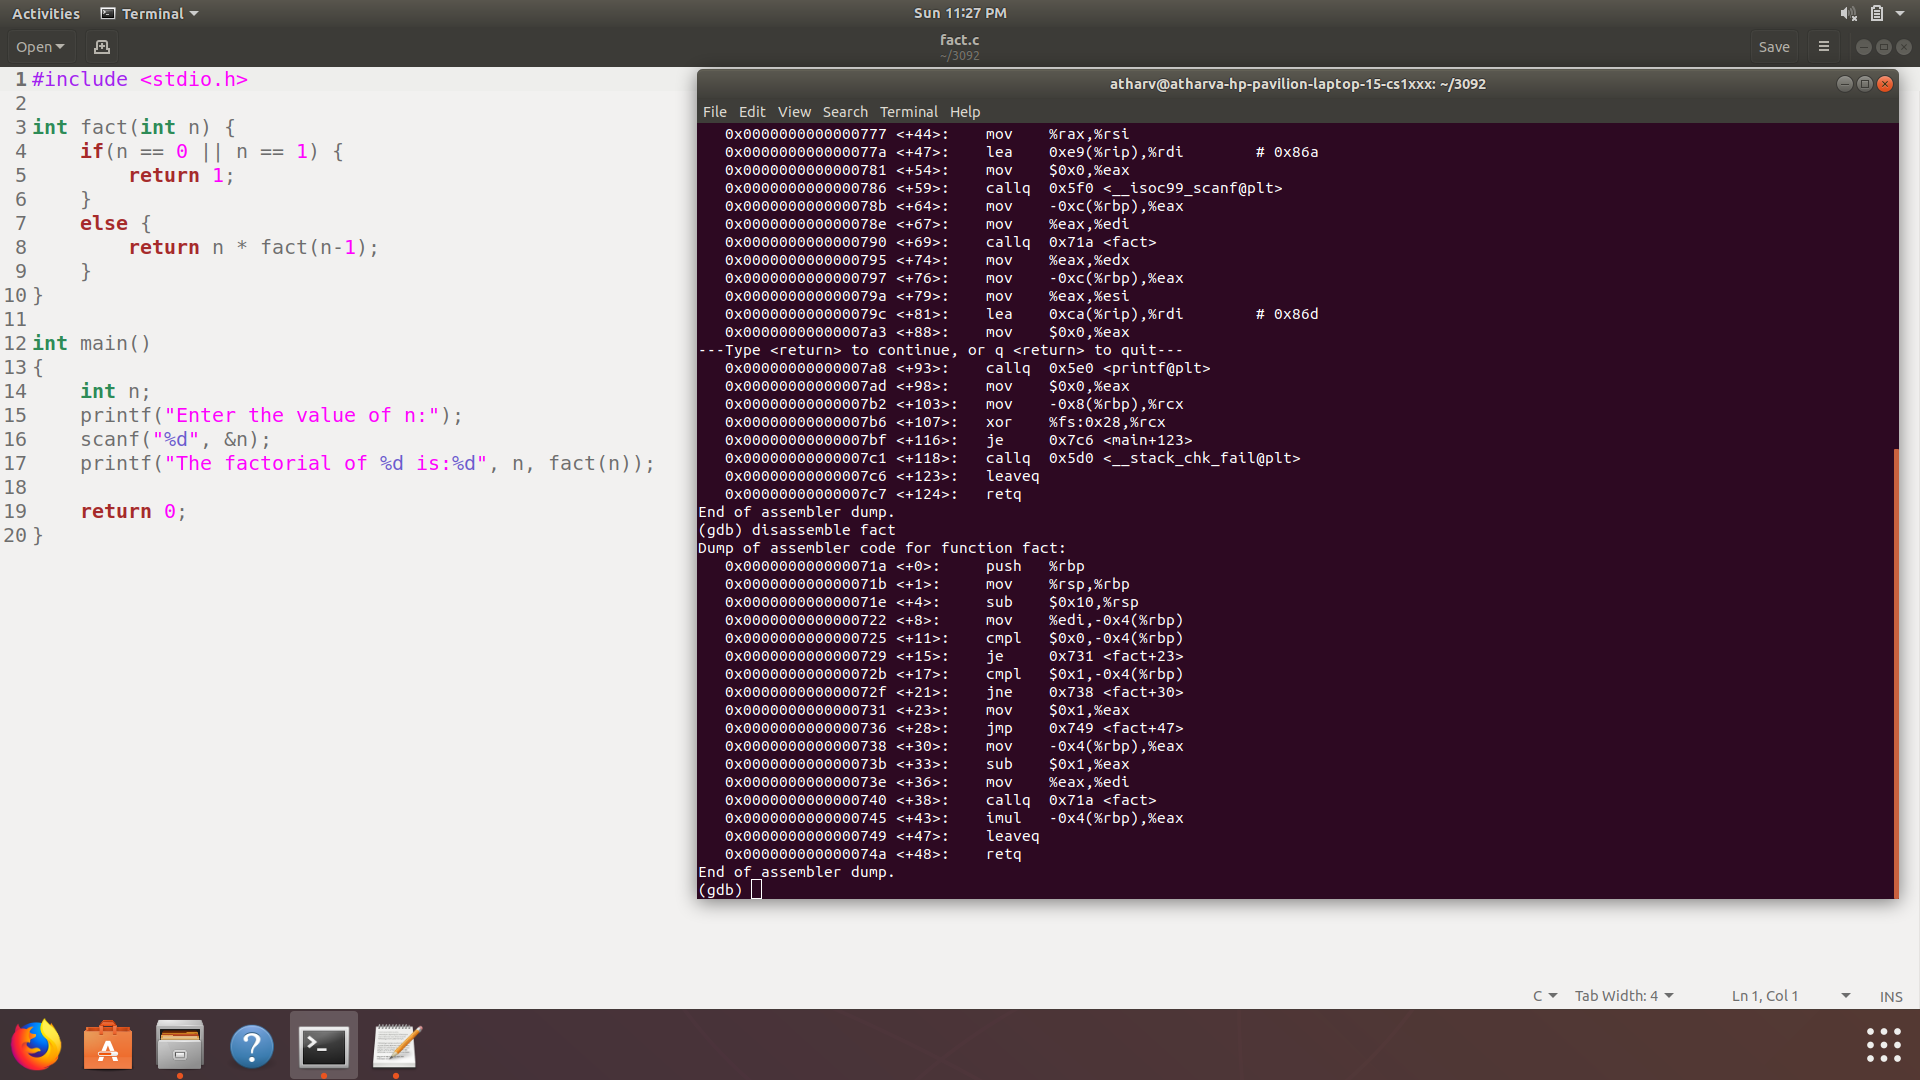 Activities Terminal Sun 11:27 PM
Open fact.c Save
~/3092
1 #include <stdio.h>
2
3 int fact(int n) {
4     if(n == 0 || n == 1) {
5         return 1;
6     }
7     else {
8         return n * fact(n-1);
9     }
10 }
11
12 int main()
13 {
14     int n;
15     printf("Enter the value of n:");
16     scanf("%d", &n);
17     printf("The factorial of %d is:%d", n, fact(n));
18
19     return 0;
20 }
atharv@atharva-hp-pavilion-laptop-15-cs1xxx: ~/3092
File Edit View Search Terminal Help
   0x0000000000000777 <+44>:    mov    %rax,%rsi
   0x000000000000077a <+47>:    lea    0xe9(%rip),%rdi        # 0x86a
   0x0000000000000781 <+54>:    mov    $0x0,%eax
   0x0000000000000786 <+59>:    callq  0x5f0 <__isoc99_scanf@plt>
   0x000000000000078b <+64>:    mov    -0xc(%rbp),%eax
   0x000000000000078e <+67>:    mov    %eax,%edi
   0x0000000000000790 <+69>:    callq  0x71a <fact>
   0x0000000000000795 <+74>:    mov    %eax,%edx
   0x0000000000000797 <+76>:    mov    -0xc(%rbp),%eax
   0x000000000000079a <+79>:    mov    %eax,%esi
   0x000000000000079c <+81>:    lea    0xca(%rip),%rdi        # 0x86d
   0x00000000000007a3 <+88>:    mov    $0x0,%eax
---Type <return> to continue, or q <return> to quit---
   0x00000000000007a8 <+93>:    callq  0x5e0 <printf@plt>
   0x00000000000007ad <+98>:    mov    $0x0,%eax
   0x00000000000007b2 <+103>:   mov    -0x8(%rbp),%rcx
   0x00000000000007b6 <+107>:   xor    %fs:0x28,%rcx
   0x00000000000007bf <+116>:   je     0x7c6 <main+123>
   0x00000000000007c1 <+118>:   callq  0x5d0 <__stack_chk_fail@plt>
   0x00000000000007c6 <+123>:   leaveq
   0x00000000000007c7 <+124>:   retq
End of assembler dump.
(gdb) disassemble fact
Dump of assembler code for function fact:
   0x000000000000071a <+0>:     push   %rbp
   0x000000000000071b <+1>:     mov    %rsp,%rbp
   0x000000000000071e <+4>:     sub    $0x10,%rsp
   0x0000000000000722 <+8>:     mov    %edi,-0x4(%rbp)
   0x0000000000000725 <+11>:    cmpl   $0x0,-0x4(%rbp)
   0x0000000000000729 <+15>:    je     0x731 <fact+23>
   0x000000000000072b <+17>:    cmpl   $0x1,-0x4(%rbp)
   0x000000000000072f <+21>:    jne    0x738 <fact+30>
   0x0000000000000731 <+23>:    mov    $0x1,%eax
   0x0000000000000736 <+28>:    jmp    0x749 <fact+47>
   0x0000000000000738 <+30>:    mov    -0x4(%rbp),%eax
   0x000000000000073b <+33>:    sub    $0x1,%eax
   0x000000000000073e <+36>:    mov    %eax,%edi
   0x0000000000000740 <+38>:    callq  0x71a <fact>
   0x0000000000000745 <+43>:    imul   -0x4(%rbp),%eax
   0x0000000000000749 <+47>:    leaveq
   0x000000000000074a <+48>:    retq
End of assembler dump.
(gdb)
C Tab Width: 4 Ln 1, Col 1 INS